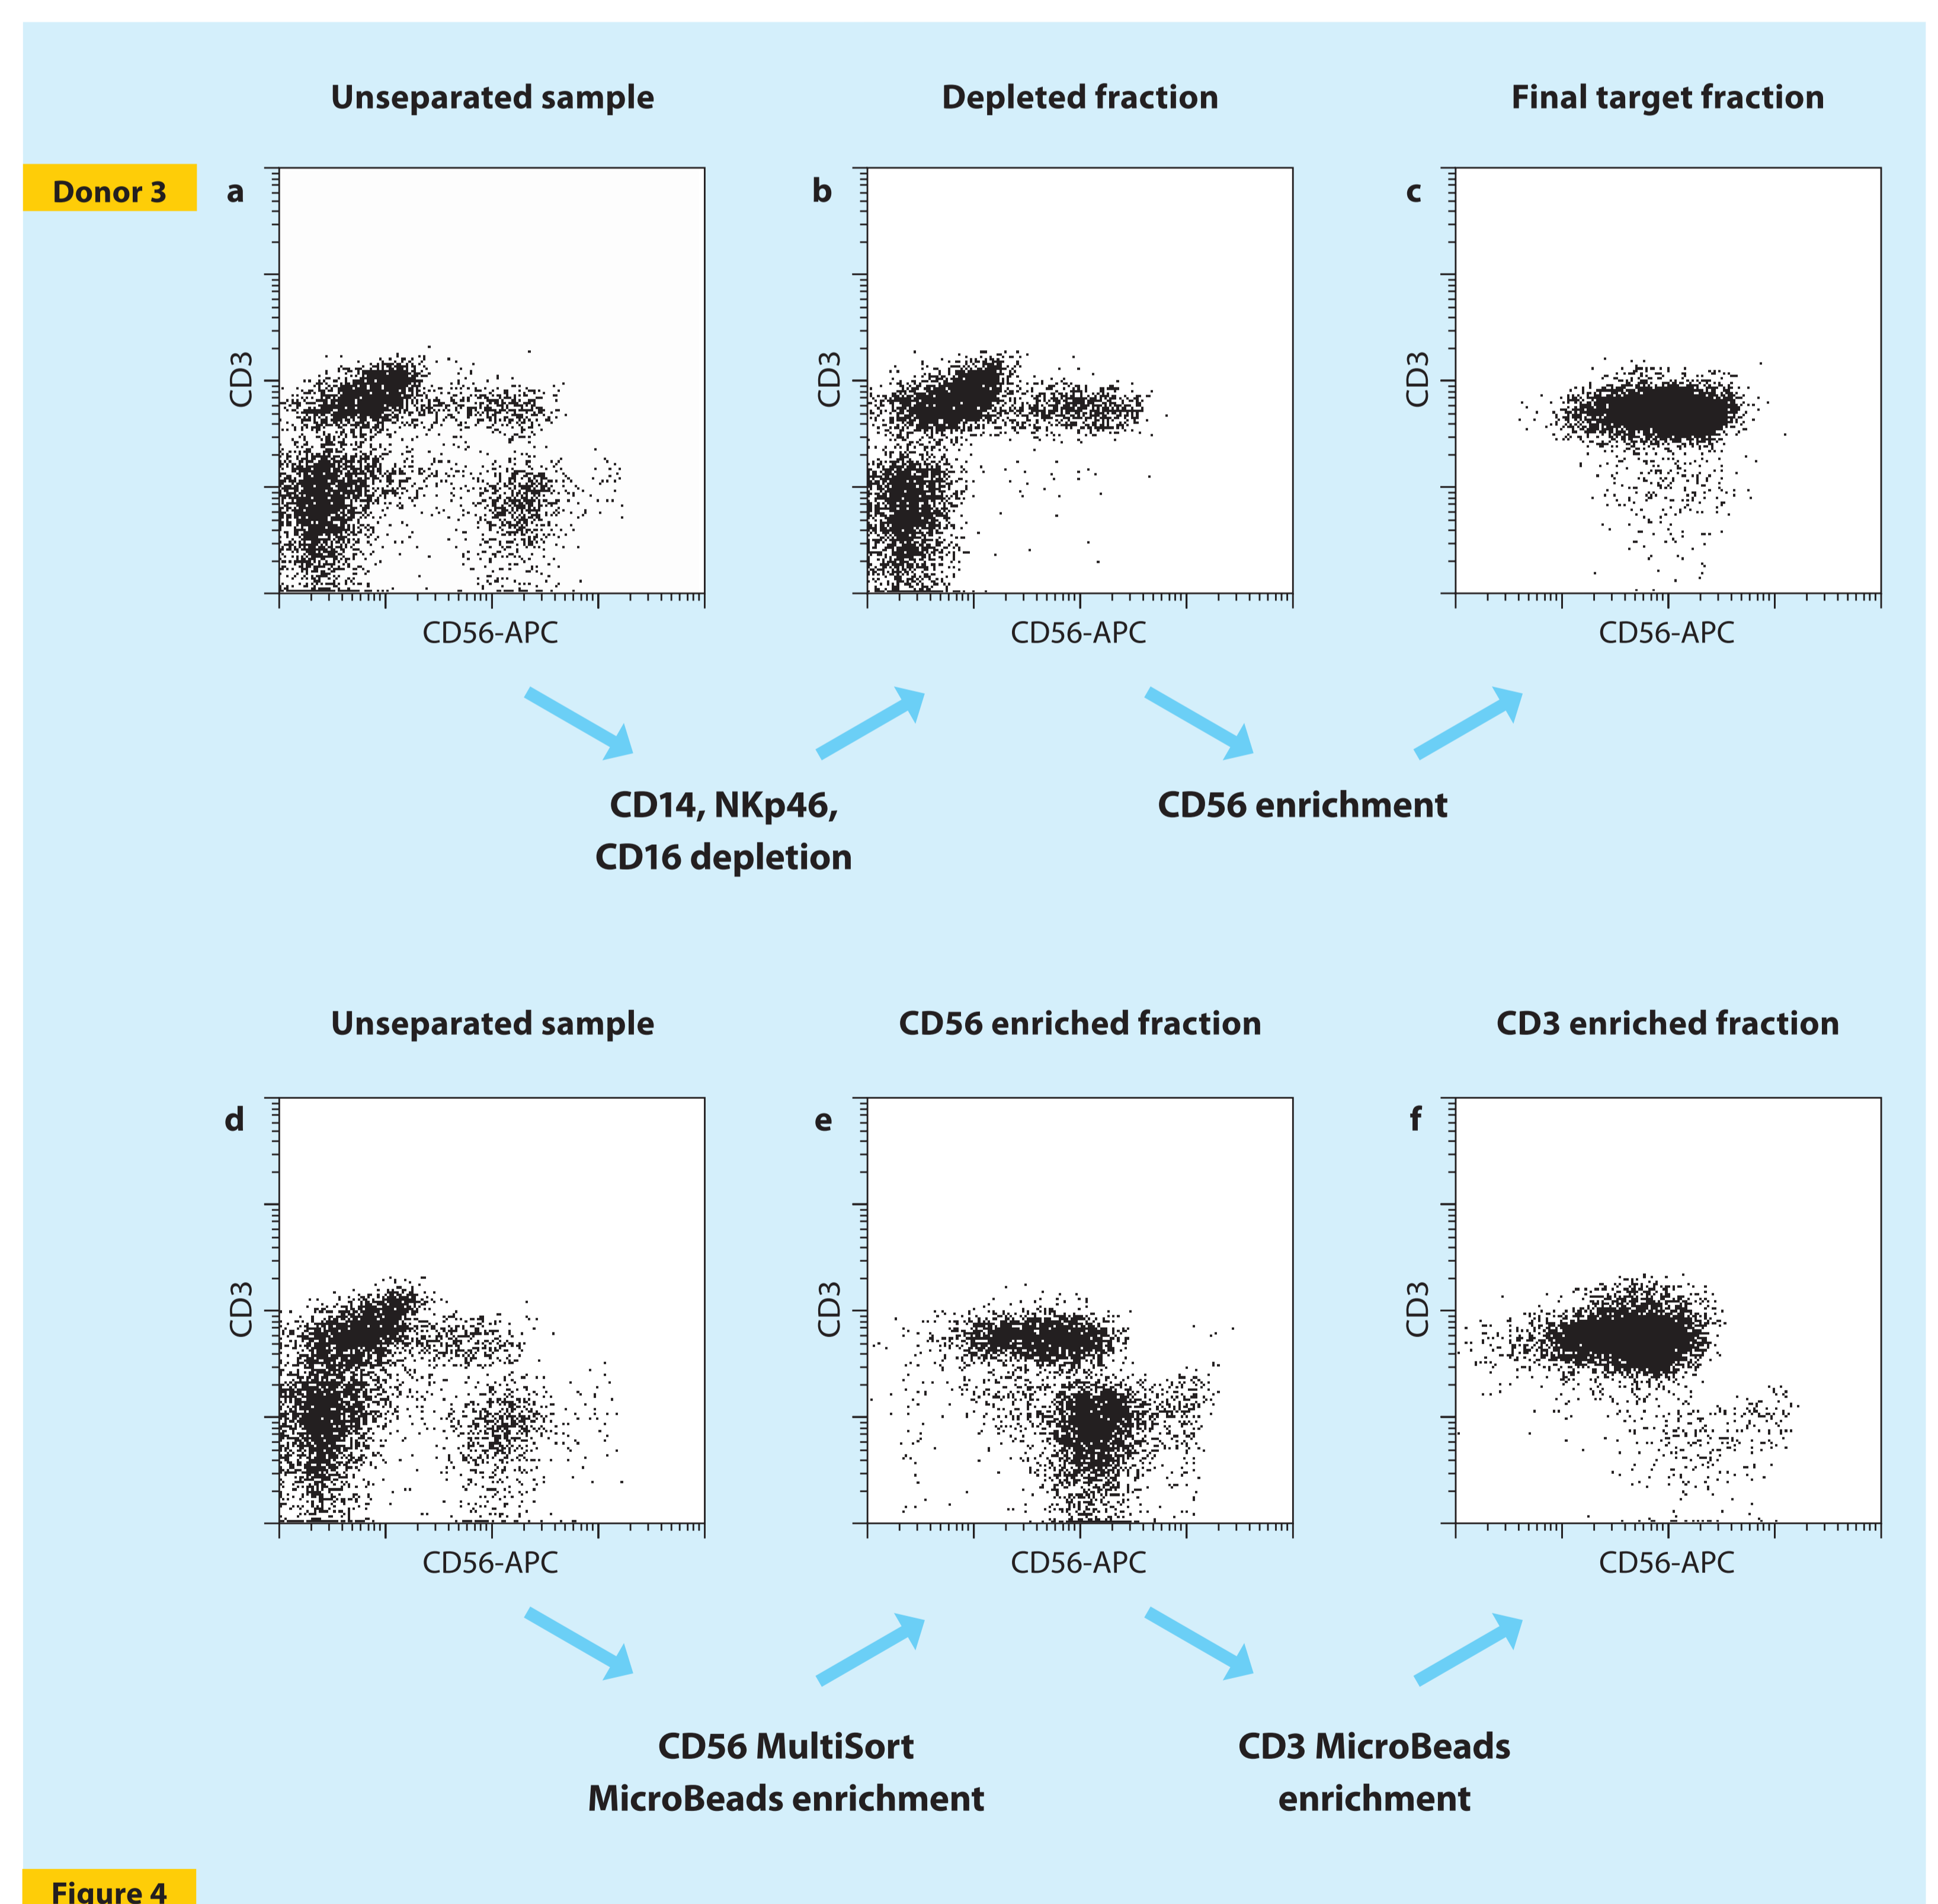 Unseparated sample
Depleted fraction
Final target fraction
Donor 3
a
b
c
CD3
CD3
CD3
CD56-APC
CD56-APC
CD56-APC
CD14, NKp46,
CD16 depletion
CD56 enrichment
Unseparated sample
CD56 enriched fraction
CD3 enriched fraction
d
e
f
CD3
CD3
CD3
CD56-APC
CD56-APC
CD56-APC
CD56 MultiSort
MicroBeads enrichment
CD3 MicroBeads
enrichment
Figure 4